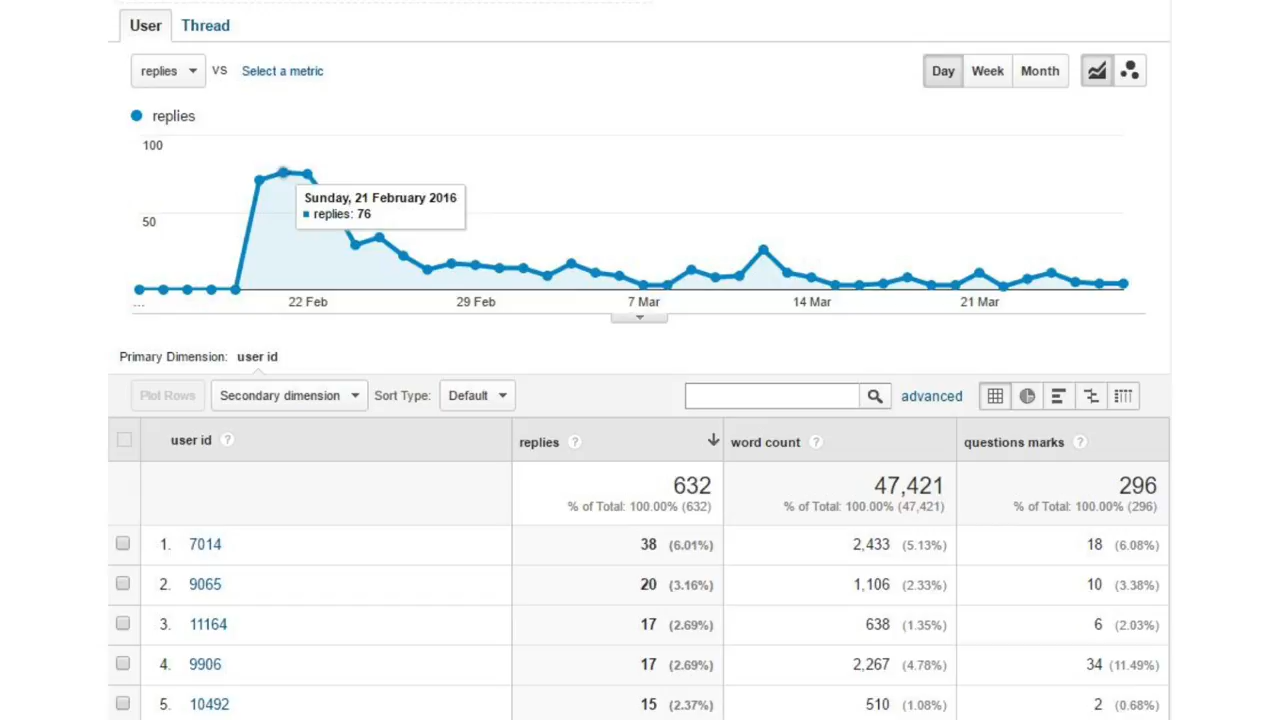 User Thread
replies VS Select a metric Day Week Month
replies
100
Sunday, 21 February 2016
replies: 76
50
... 22 Feb 29 Feb 7 Mar 14 Mar 21 Mar
Primary Dimension: user id
Plot Rows Secondary dimension Sort Type: Default advanced
user id ? replies ? word count ? questions marks ?
632 47,421 296
% of Total: 100.00% (632) % of Total: 100.00% (47,421) % of Total: 100.00% (296)
1. 7014 38 (6.01%) 2,433 (5.13%) 18 (6.08%)
2. 9065 20 (3.16%) 1,106 (2.33%) 10 (3.38%)
3. 11164 17 (2.69%) 638 (1.35%) 6 (2.03%)
4. 9906 17 (2.69%) 2,267 (4.78%) 34 (11.49%)
5. 10492 15 (2.37%) 510 (1.08%) 2 (0.68%)